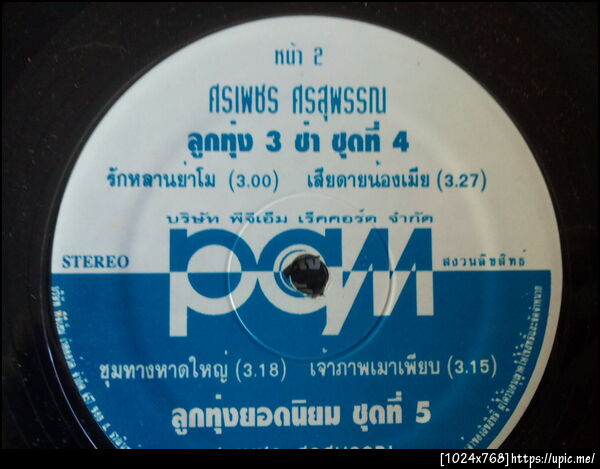 หน้า 2
ศรเพชร ศรสุพรรณ
ลูกทุ่ง 3 ช่า ชุดที่ 4
รักหลานย่าโม (3.00) เสียดายน้องเมีย (3.27)
บริษัท พีจีเอ็ม เร็คคอร์ด จำกัด
STEREO pgm สงวนลิขสิทธิ์
ชุมทางหาดใหญ่ (3.18) เจ้าภาพเมาเพียบ (3.15)
ลูกทุ่งยอดนิยม ชุดที่ 5
[1024x768]https://upic.me/